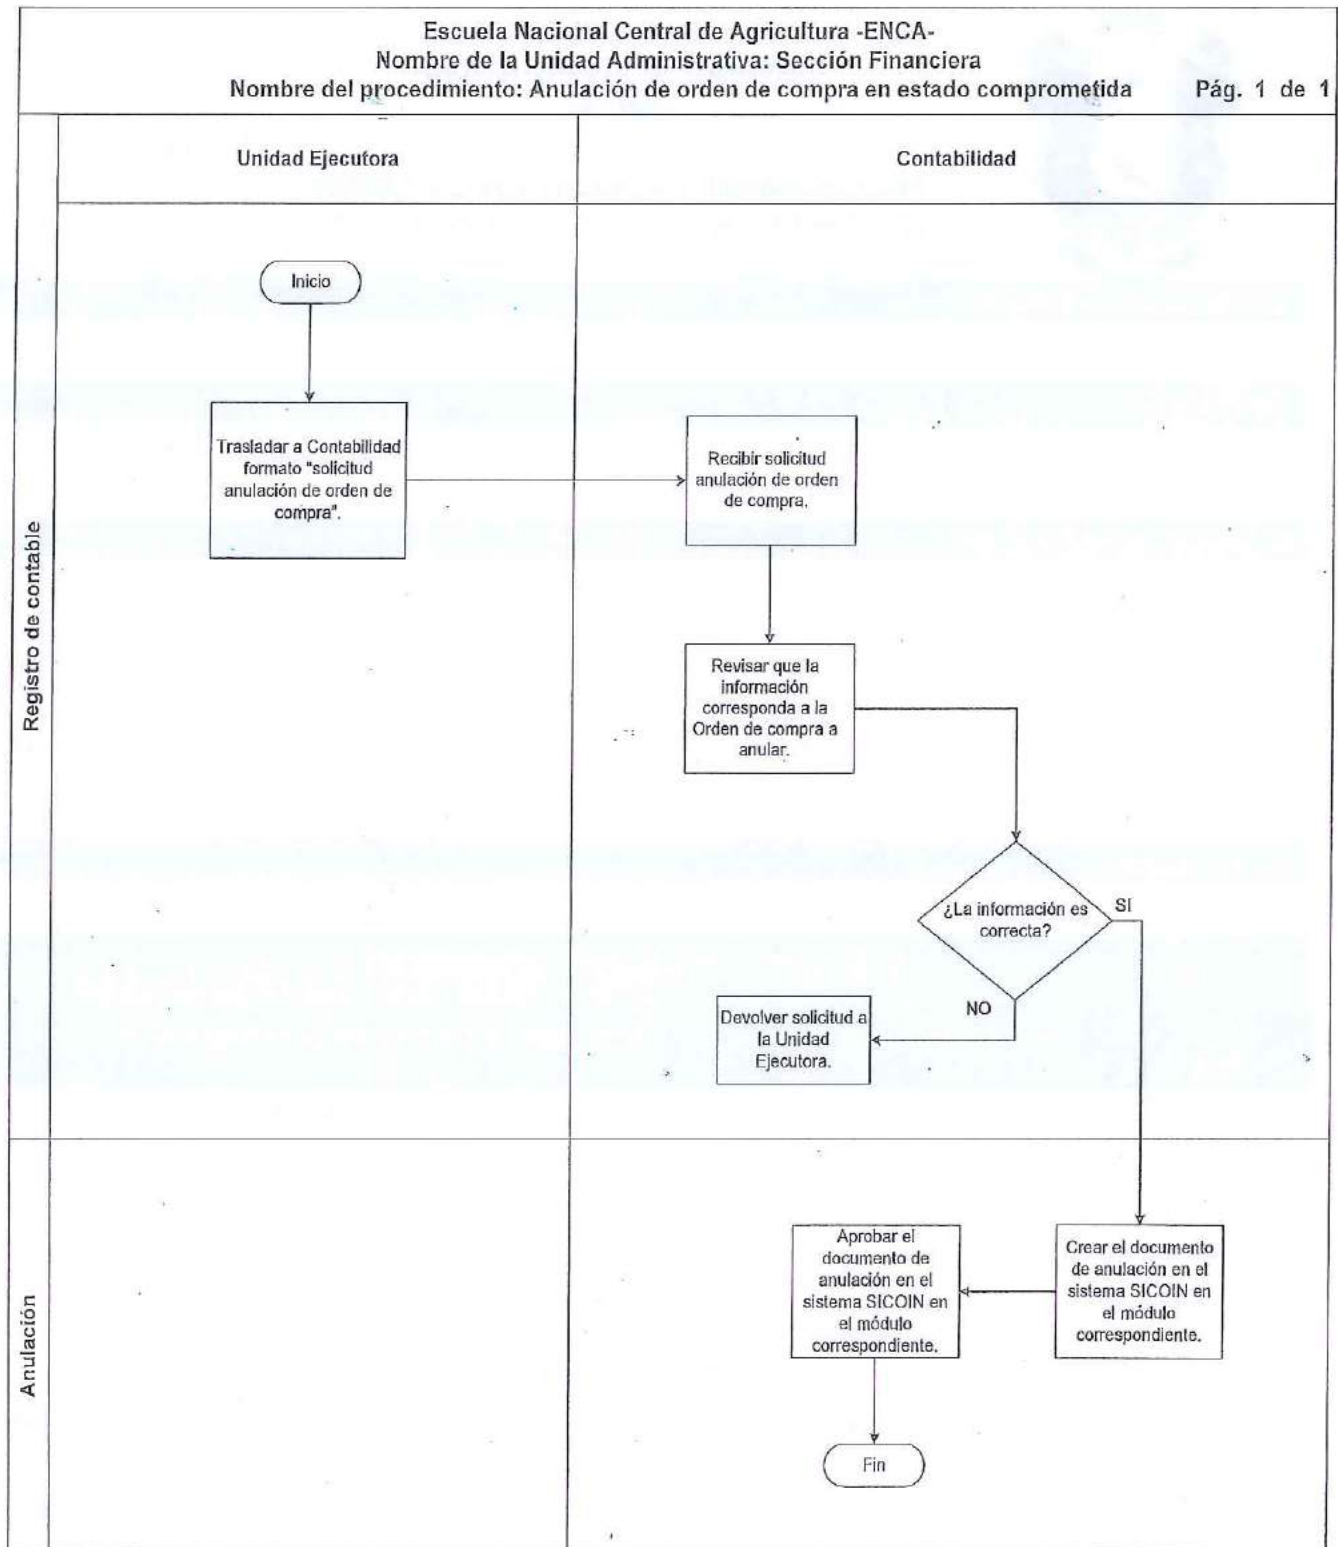 Escuela Nacional Central de Agricultura -ENCA-
Nombre de la Unidad Administrativa: Sección Financiera
Nombre del procedimiento: Anulación de orden de compra en estado comprometida Pág. 1 de 1
Unidad Ejecutora
Contabilidad
Registro de contable
Inicio
Trasladar a Contabilidad
formato "solicitud
anulación de orden de
compra".
Recibir solicitud
anulación de orden
de compra.
Revisar que la
información
corresponda a la
Orden de compra a
anular.
¿La información es
correcta?
SI
NO
Devolver solicitud a
la Unidad
Ejecutora.
Anulación
Crear el documento
de anulación en el
sistema SICOIN en
el módulo
correspondiente.
Aprobar el
documento de
anulación en el
sistema SICOIN en
el módulo
correspondiente.
Fin